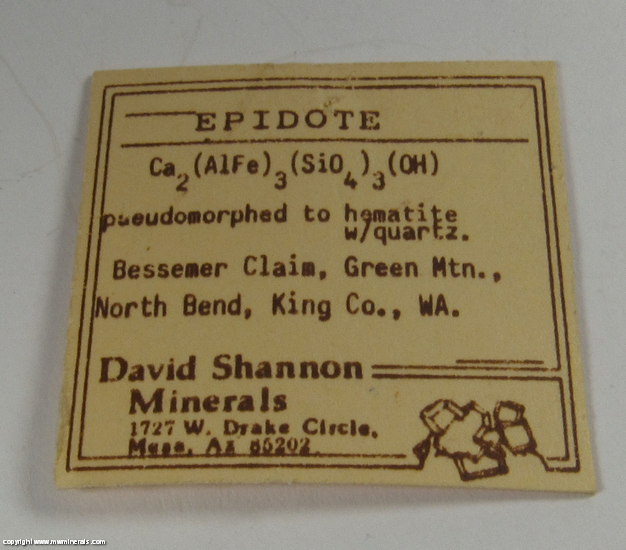 EPIDOTE
Ca2(AlFe)3(SiO4)3(OH)
pseudomorphed to hematite
w/quartz.
Bessemer Claim, Green Mtn.,
North Bend, King Co., WA.
David Shannon
Minerals
1727 W. Drake Circle,
Mesa, Az 85202
copyright www.mwminerals.com